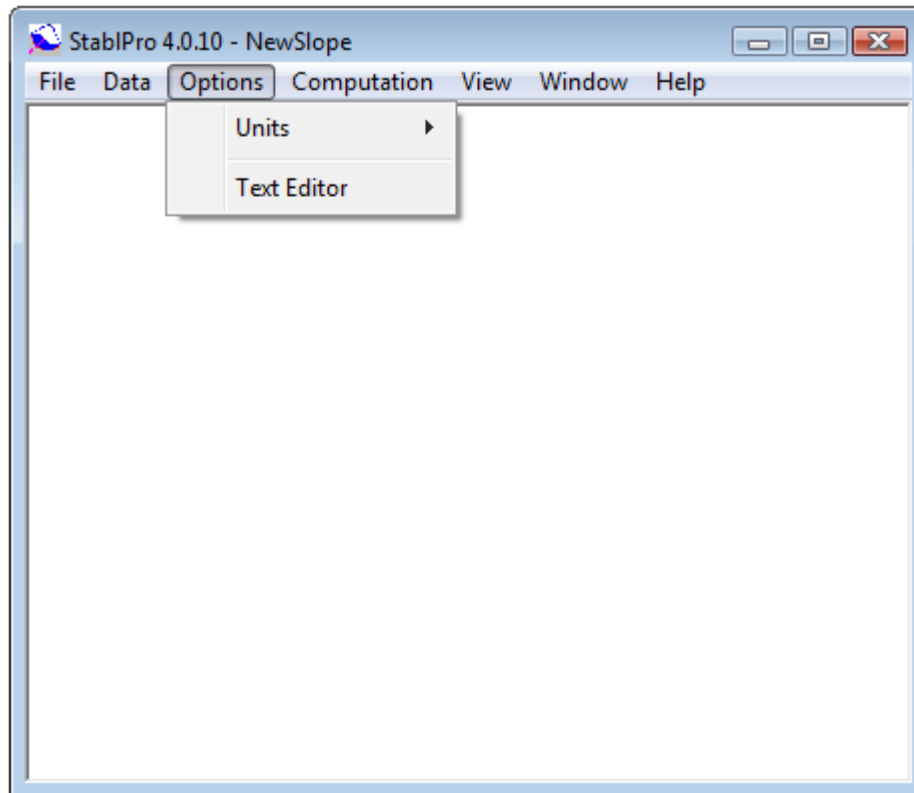 StablPro 4.0.10 - NewSlope
File Data Options Computation View Window Help
Units
Text Editor